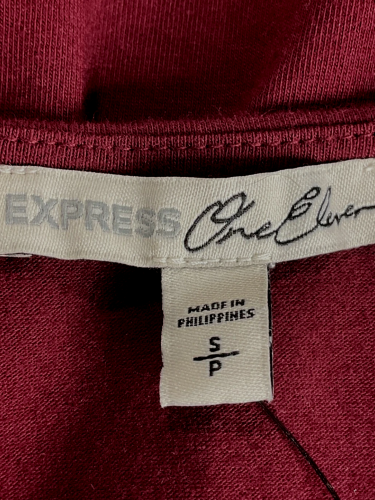 EXPRESS One Eleven
MADE IN
PHILIPPINES
S
P